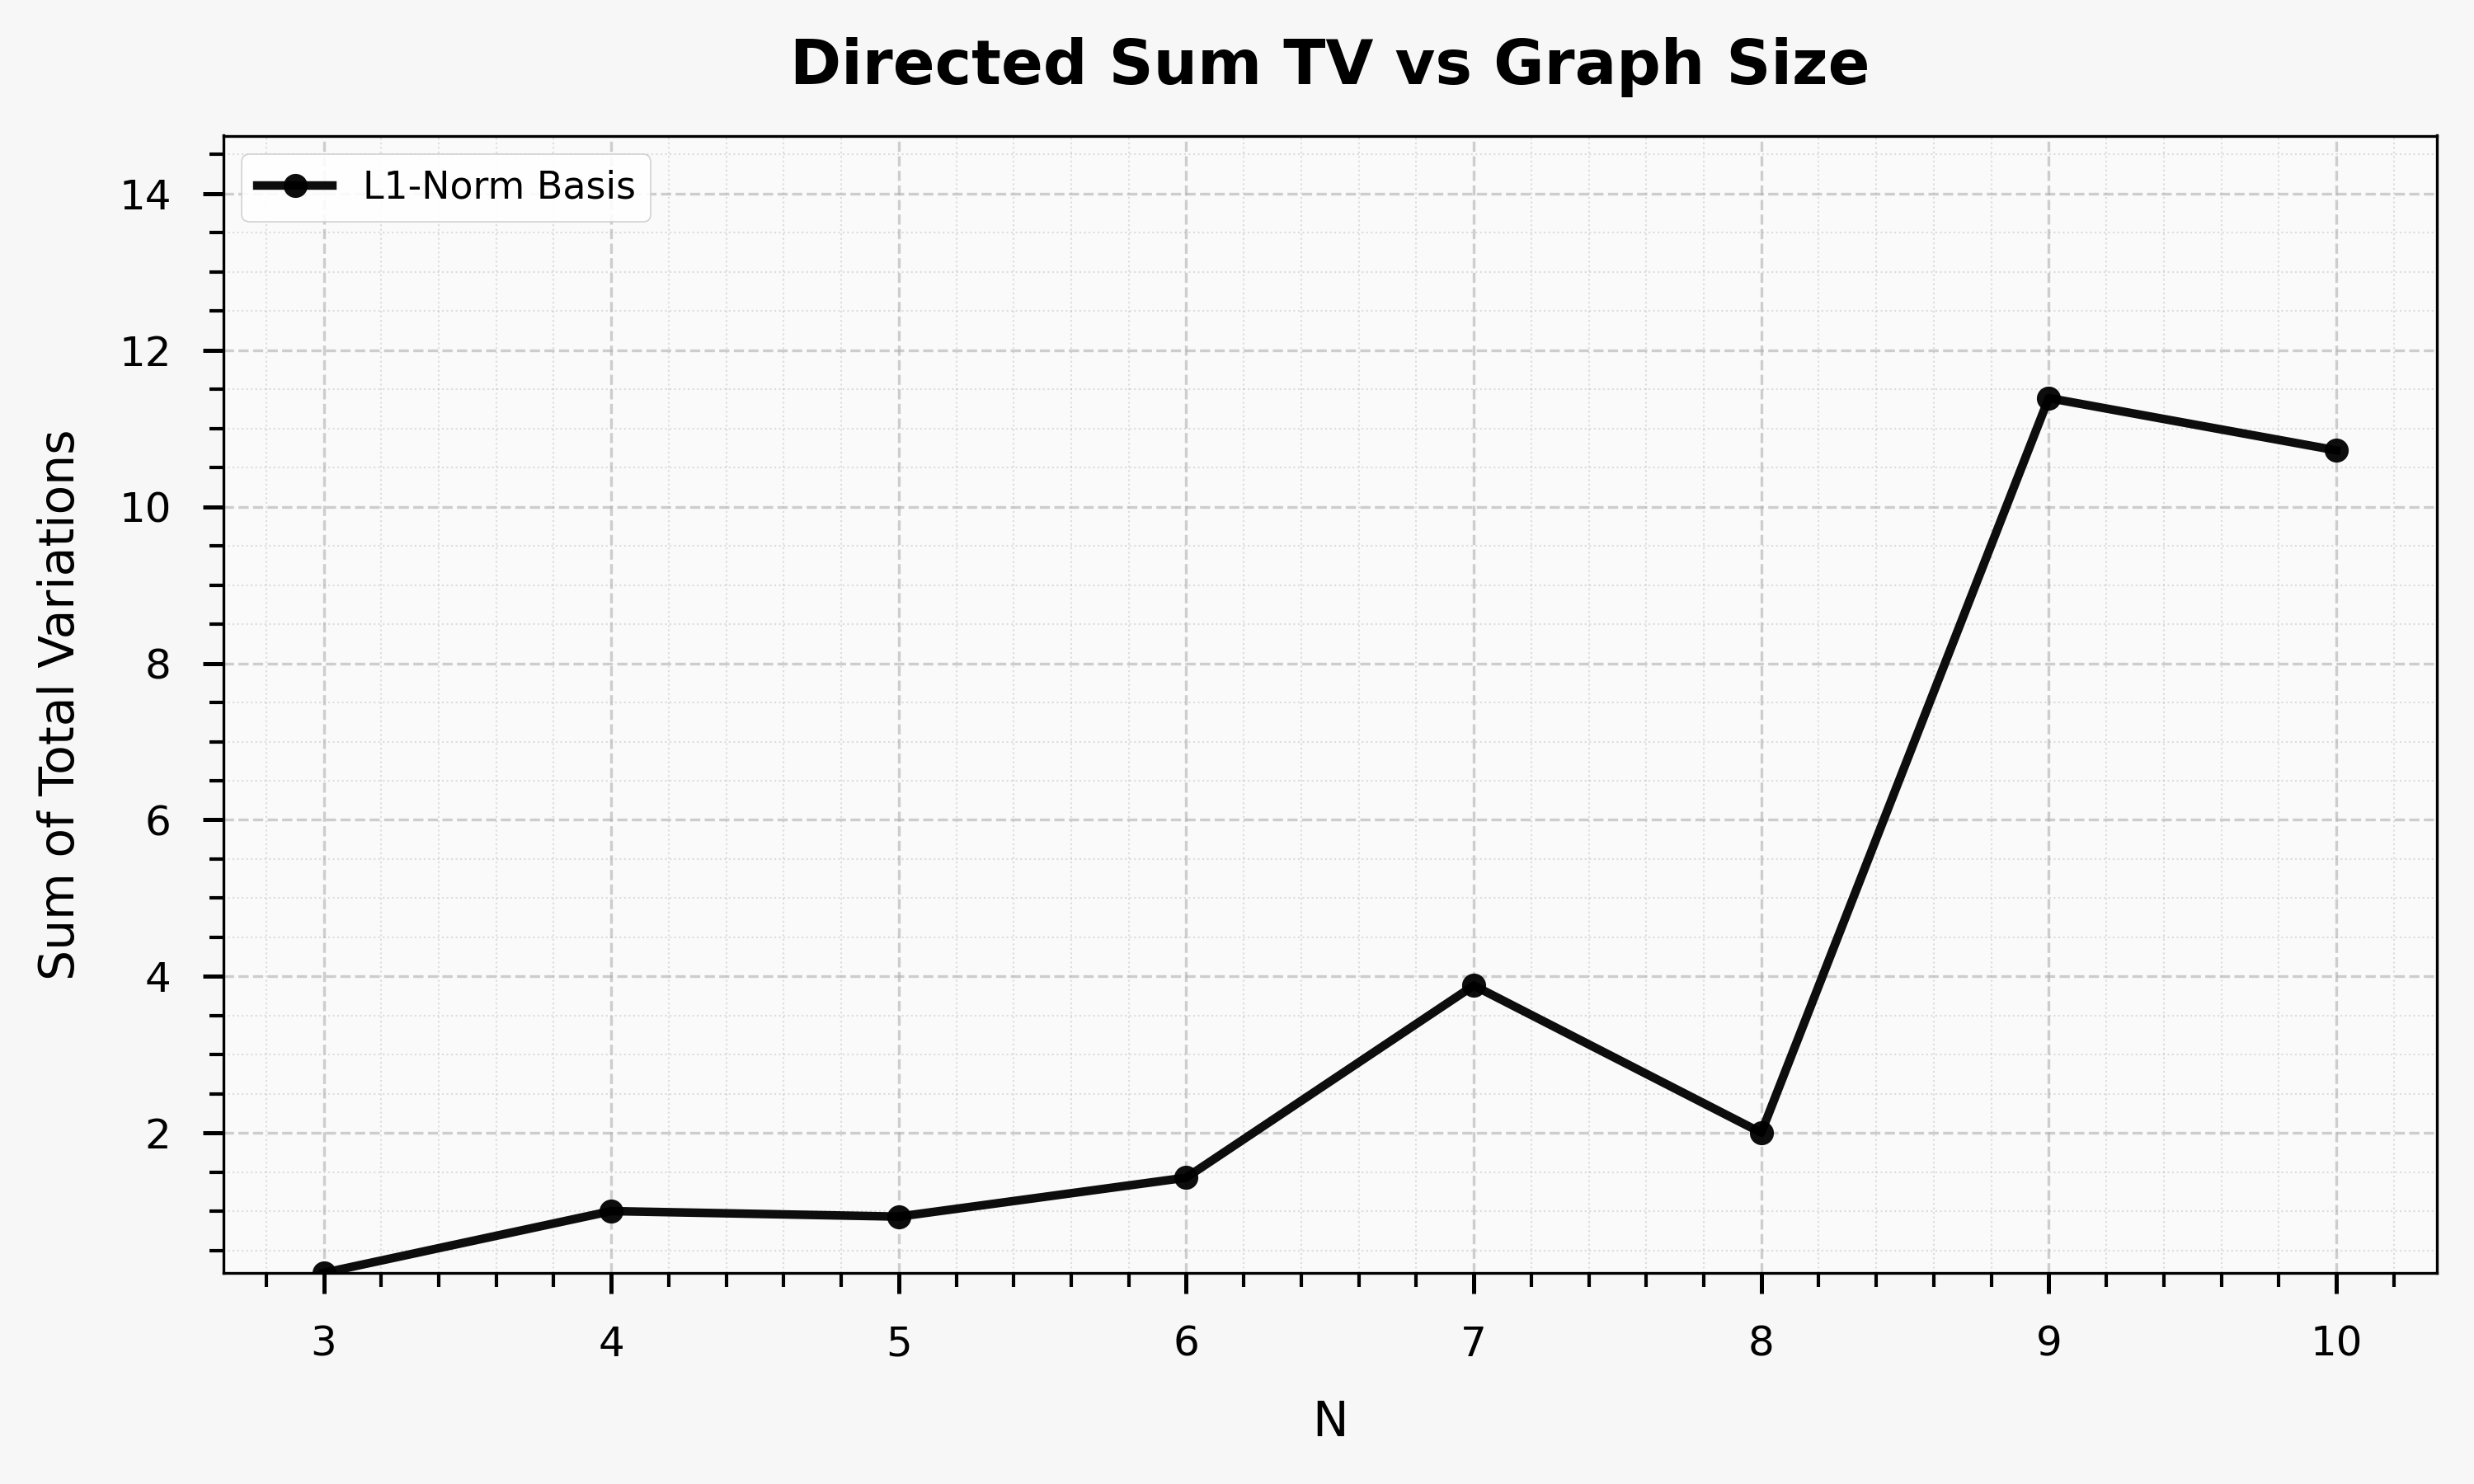 Directed Sum TV vs Graph Size
L1-Norm Basis
Sum of Total Variations
14
12
10
8
6
4
2
3 4 5 6 7 8 9 10
N